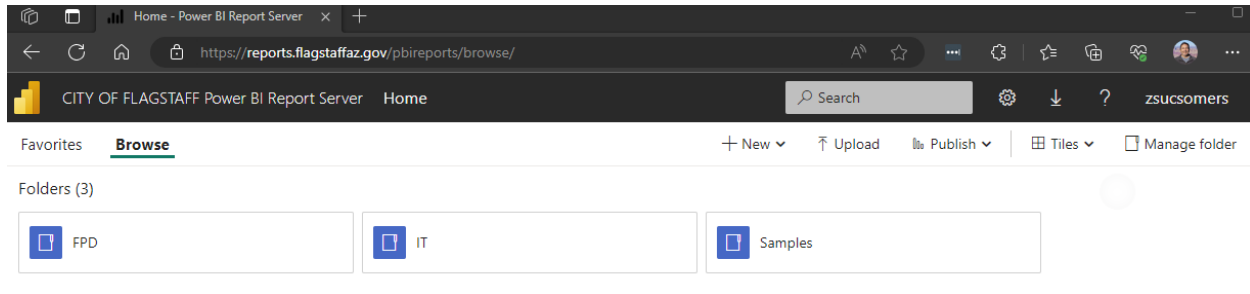 Home - Power BI Report Server
https://reports.flagstaffaz.gov/pbireports/browse/
CITY OF FLAGSTAFF Power BI Report Server Home Search ? zsucsomers
Favorites Browse New Upload Publish Tiles Manage folder
Folders (3)
FPD IT Samples